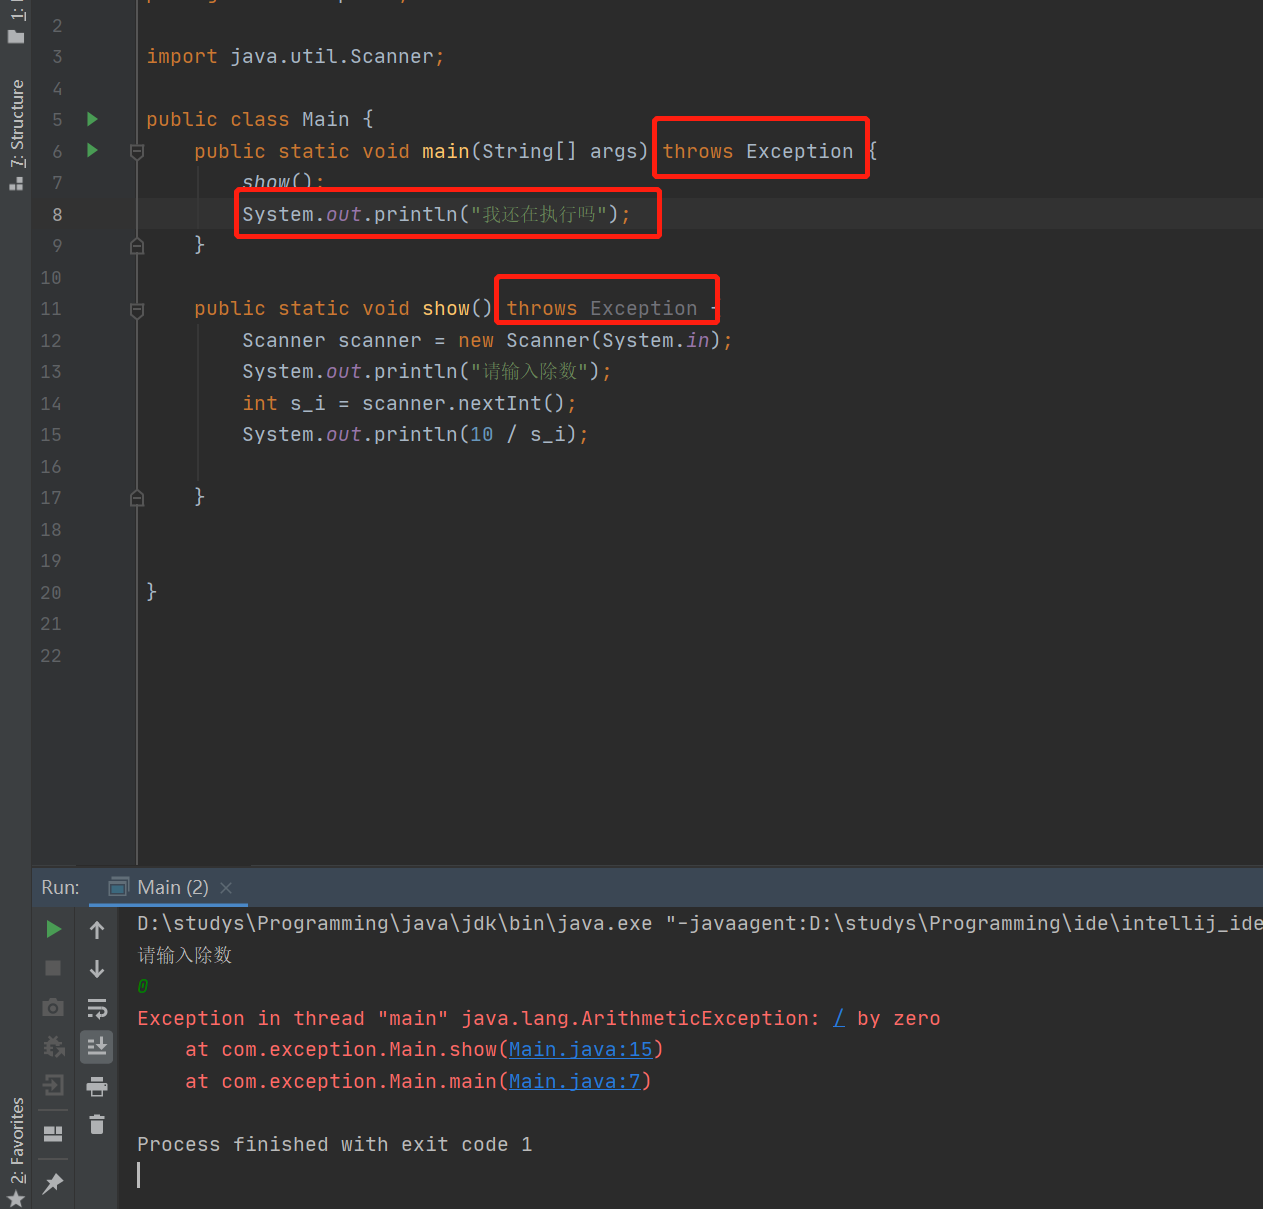 2
3 import java.util.Scanner;
4
5 public class Main {
6 public static void main(String[] args) throws Exception {
7 show();
8 System.out.println("我还在执行吗");
9 }
10
11 public static void show() throws Exception {
12 Scanner scanner = new Scanner(System.in);
13 System.out.println("请输入除数");
14 int s_i = scanner.nextInt();
15 System.out.println(10 / s_i);
16
17 }
18
19
20 }
21
22
7: Structure
2: Favorites
Run: Main (2) ×
D:\studys\Programming\java\jdk\bin\java.exe "-javaagent:D:\studys\Programming\ide\intellij_ide
请输入除数
0
Exception in thread "main" java.lang.ArithmeticException: / by zero
at com.exception.Main.show(Main.java:15)
at com.exception.Main.main(Main.java:7)
Process finished with exit code 1